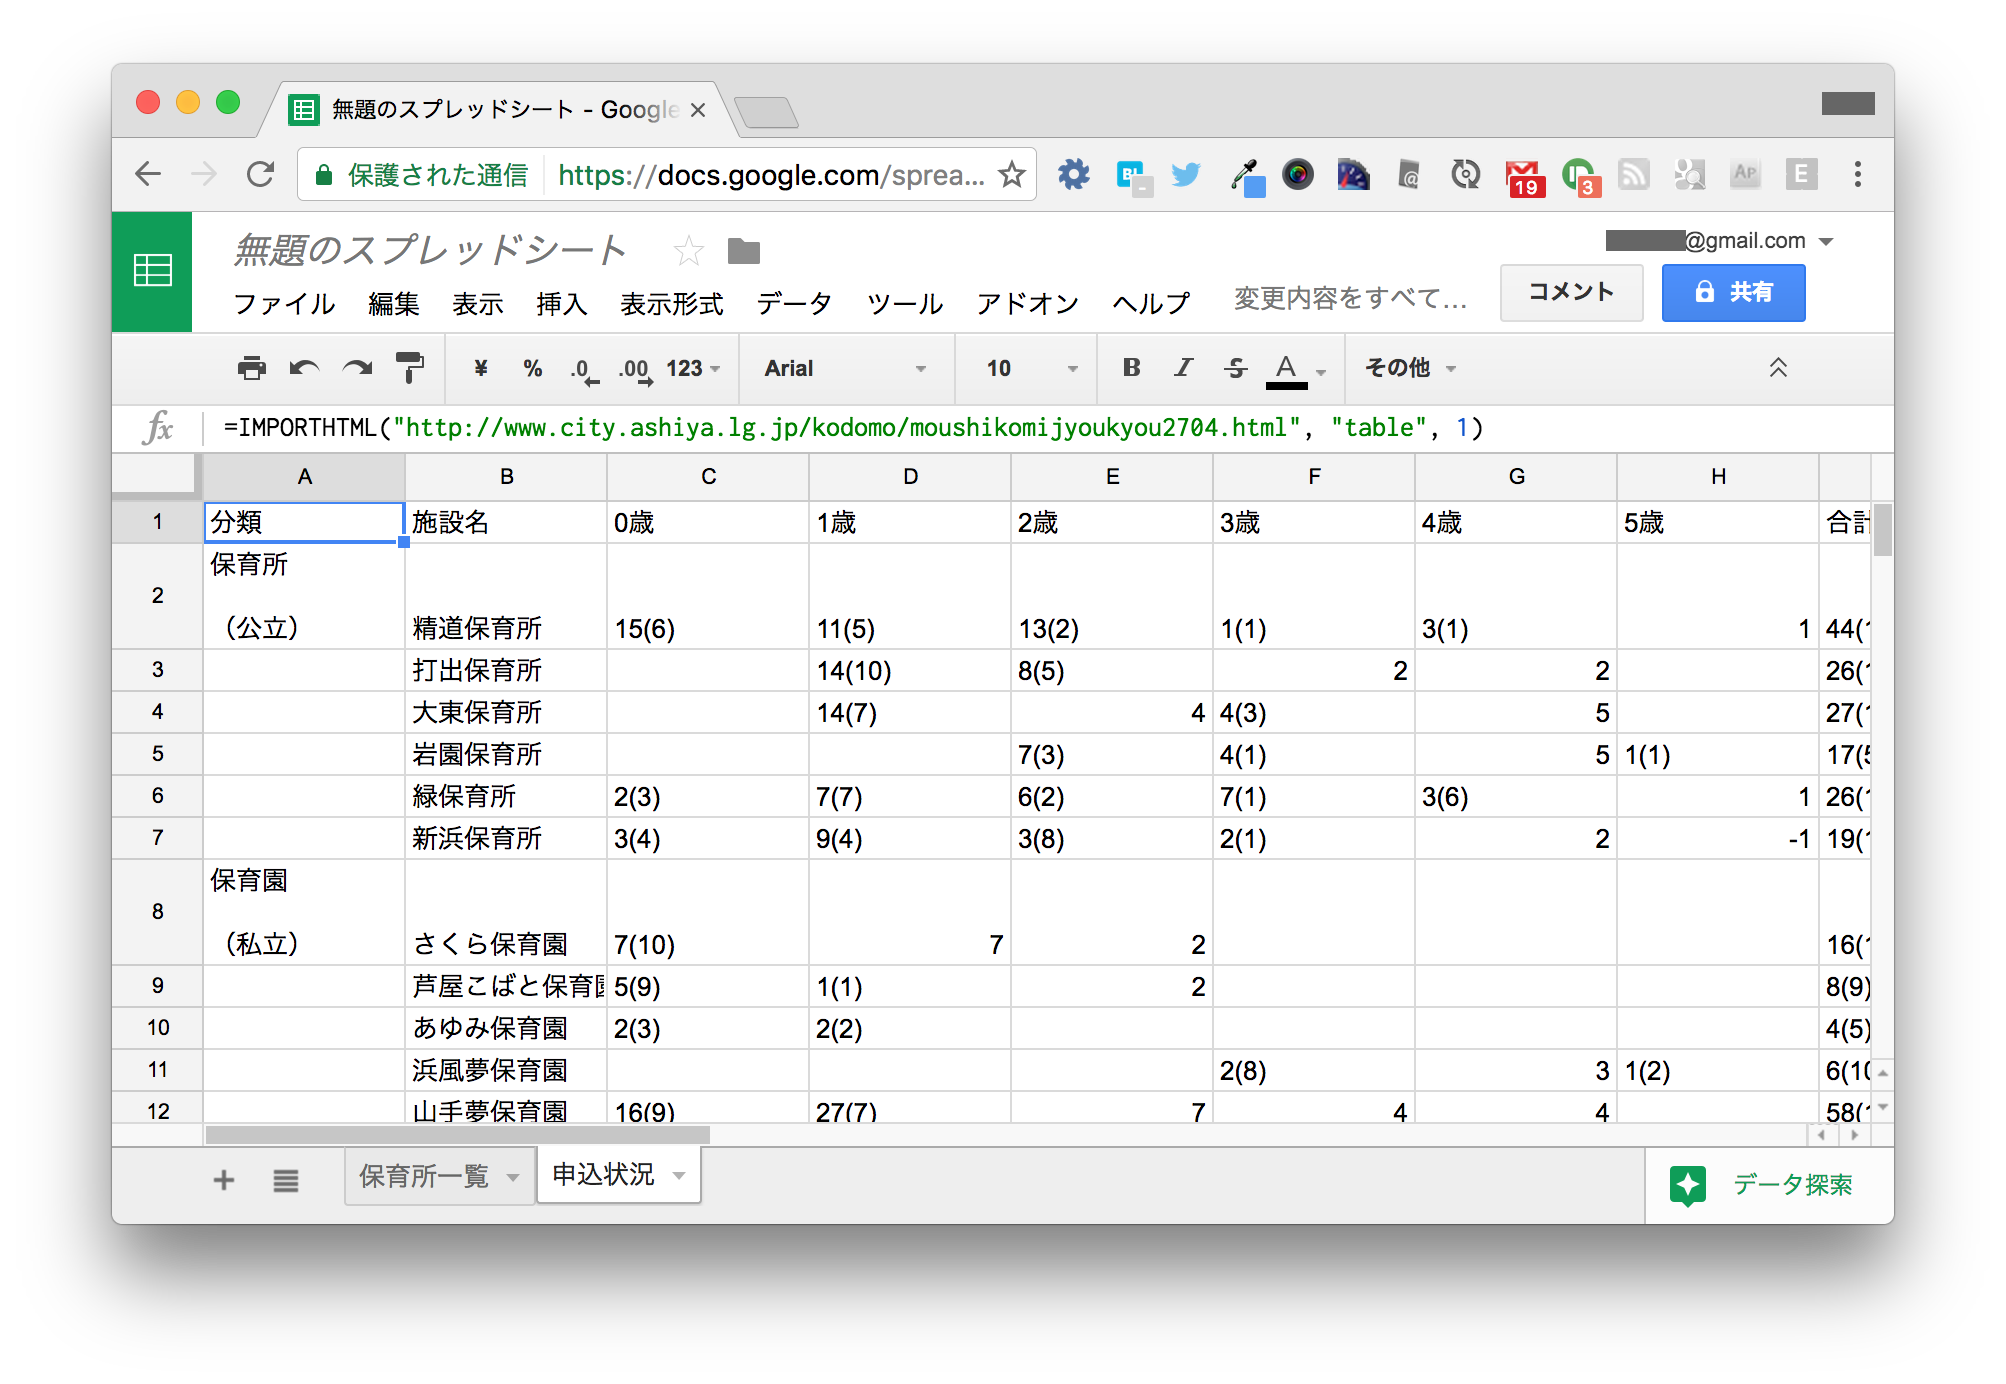 無題のスプレッドシート - Google
保護された通信 https://docs.google.com/sprea...
19 3 AP E
無題のスプレッドシート
@gmail.com
ファイル 編集 表示 挿入 表示形式 データ ツール アドオン ヘルプ 変更内容をすべて... コメント 共有
¥ % .0 .00 123 Arial 10 B I S A その他
fx =IMPORTHTML("http://www.city.ashiya.lg.jp/kodomo/moushikomijyoukyou2704.html", "table", 1)
A B C D E F G H
1 分類 施設名 0歳 1歳 2歳 3歳 4歳 5歳 合計
保育所
2 （公立） 精道保育所 15(6) 11(5) 13(2) 1(1) 3(1) 1 44(
3 打出保育所 14(10) 8(5) 2 2 26(
4 大東保育所 14(7) 4 4(3) 5 27(
5 岩園保育所 7(3) 4(1) 5 1(1) 17(5
6 緑保育所 2(3) 7(7) 6(2) 7(1) 3(6) 1 26(
7 新浜保育所 3(4) 9(4) 3(8) 2(1) 2 -1 19(
保育園
8 （私立） さくら保育園 7(10) 7 2 16(
9 芦屋こばと保育園 5(9) 1(1) 2 8(9)
10 あゆみ保育園 2(3) 2(2) 4(5)
11 浜風夢保育園 2(8) 3 1(2) 6(10
12 山手夢保育園 16(9) 27(7) 7 4 4 58(
保育所一覧 申込状況 データ探索